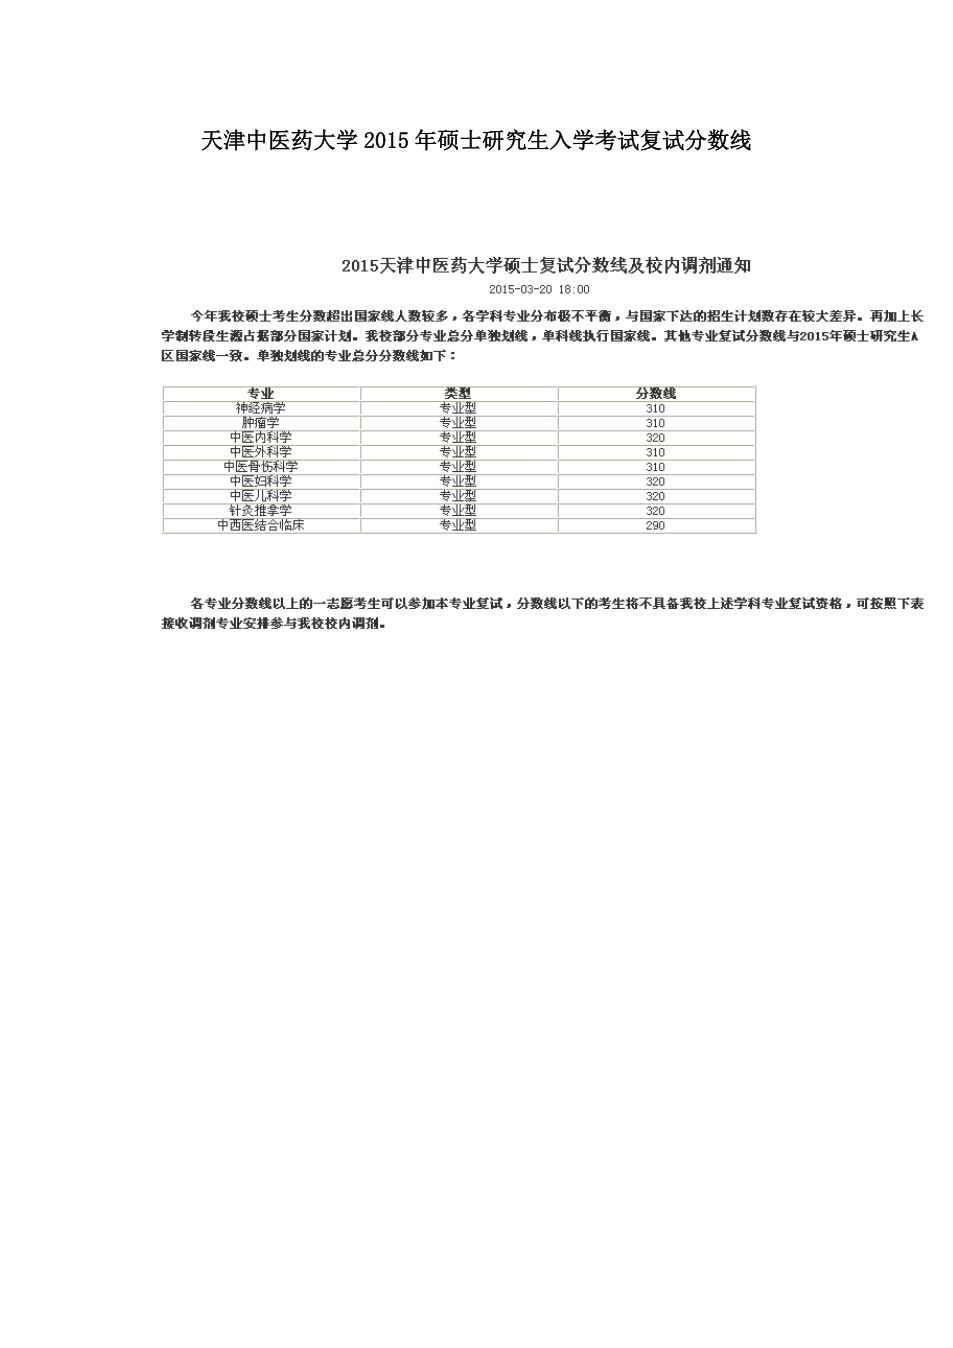 天津中医药大学 2015 年硕士研究生入学考试复试分数线
2015天津中医药大学硕士复试分数线及校内调剂通知
2015-03-20 18:00
今年我校硕士考生分数超出国家线人数较多，各学科专业分布极不平衡，与国家下达的招生计划数存在较大差异。再加上长
学制转段生源占据部分国家计划。我校部分专业总分单独划线，单科线执行国家线。其他专业复试分数线与2015年硕士研究生A
区国家线一致。单独划线的专业总分分数线如下：
专业 类型 分数线
神经病学 专业型 310
肿瘤学 专业型 310
中医内科学 专业型 320
中医外科学 专业型 310
中医骨伤科学 专业型 310
中医妇科学 专业型 320
中医儿科学 专业型 320
针灸推拿学 专业型 320
中西医结合临床 专业型 290
各专业分数线以上的一志愿考生可以参加本专业复试，分数线以下的考生将不具备我校上述学科专业复试资格，可按照下表
接收调剂专业安排参与我校校内调剂。